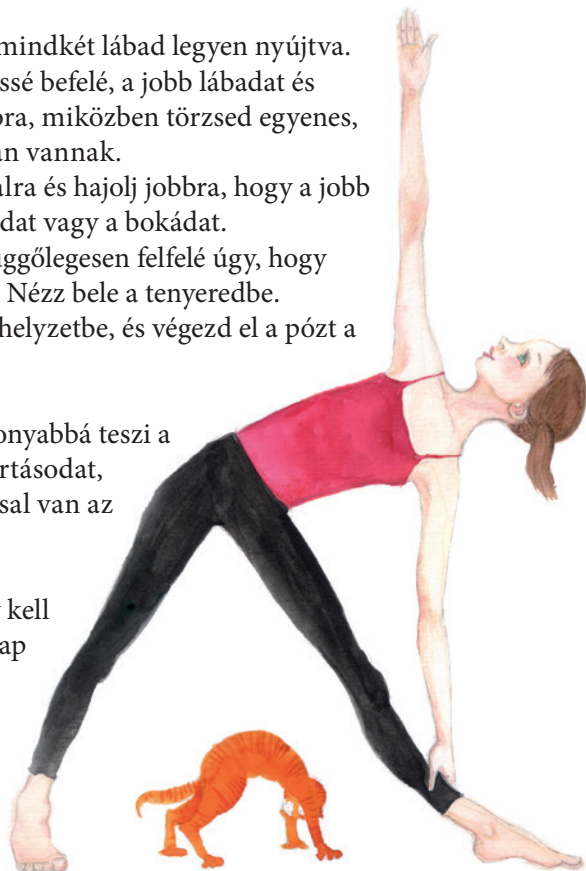 mindkét lábad legyen nyújtva.
ssé befelé, a jobb lábadat és
bra, miközben törzsed egyenes,
an vannak.
alra és hajolj jobbra, hogy a jobb
dat vagy a bokádat.
üggőlegesen felfelé úgy, hogy
Nézz bele a tenyeredbe.
helyzetbe, és végezd el a pózt a
onyabbá teszi a
rtásodat,
sal van az
kell
ap